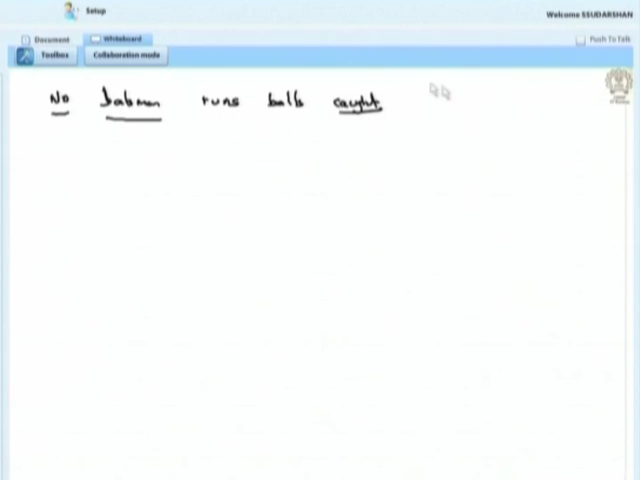 Setup
Welcome SSUDARSHAN
Document Whiteboard Push To Talk
Toolbox Collaboration mode
No batsman runs balls caught